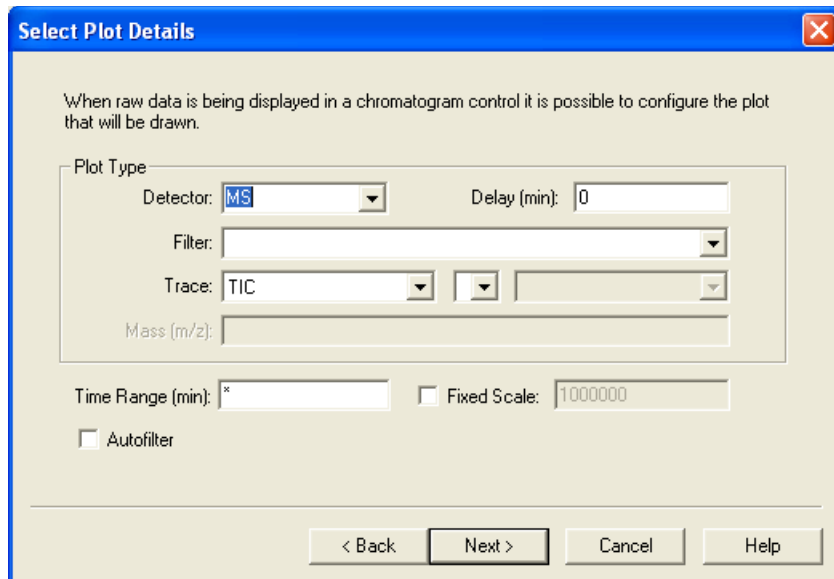 Select Plot Details
When raw data is being displayed in a chromatogram control it is possible to configure the plot
that will be drawn.
Plot Type
Detector: MS Delay (min): 0
Filter:
Trace: TIC
Mass (m/z):
Time Range (min): * Fixed Scale: 1000000
Autofilter
< Back Next > Cancel Help